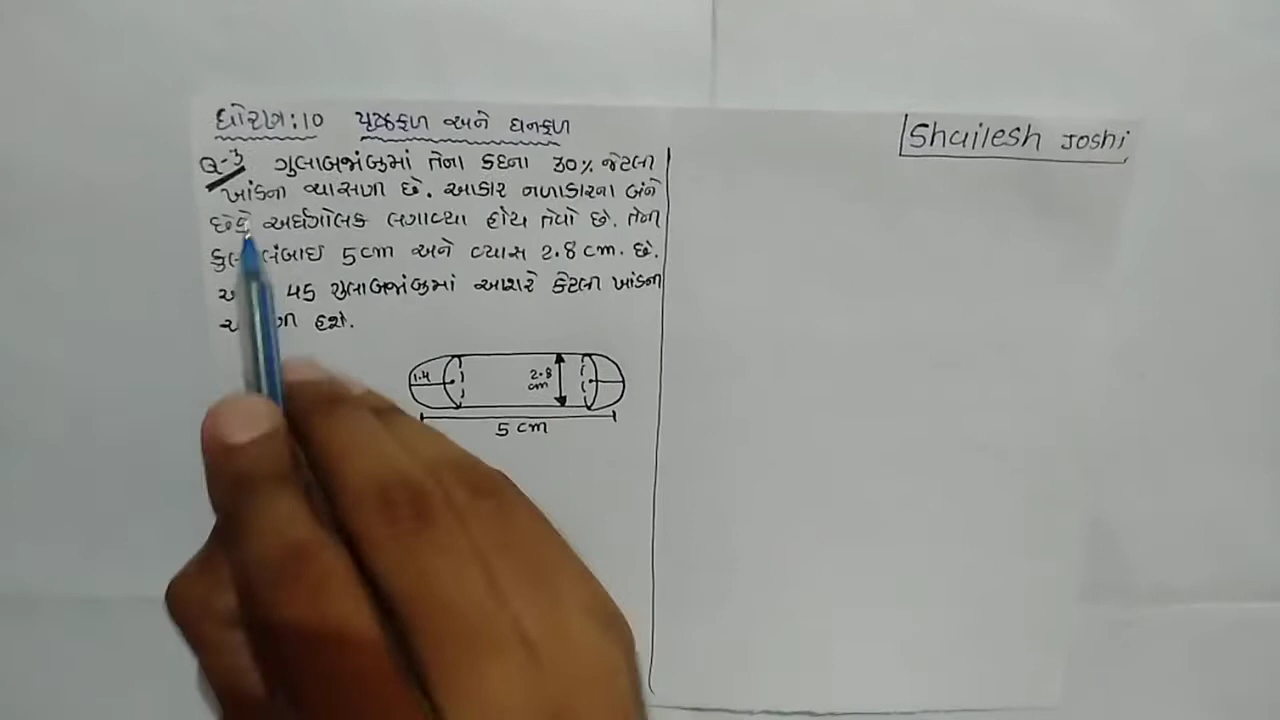 ધોરણ:10 પૃષ્ઠફળ અને ઘનફળ
Shailesh Joshi
Q-3 ગુલાબજાંબુમાં તેના કદના 30% જેટલી
ખાંડની ચાસણી છે. આકાર નળાકારના બંને
છેડે અર્ધગોલક લગાવ્યા હોય તેવો છે. તેની
કુલ લંબાઇ 5cm અને વ્યાસ 2.8 cm. છે.
45 ગુલાબજાંબુમાં આશરે કેટલી ખાંડની
હશે.
1.4
2.8
cm
5 cm